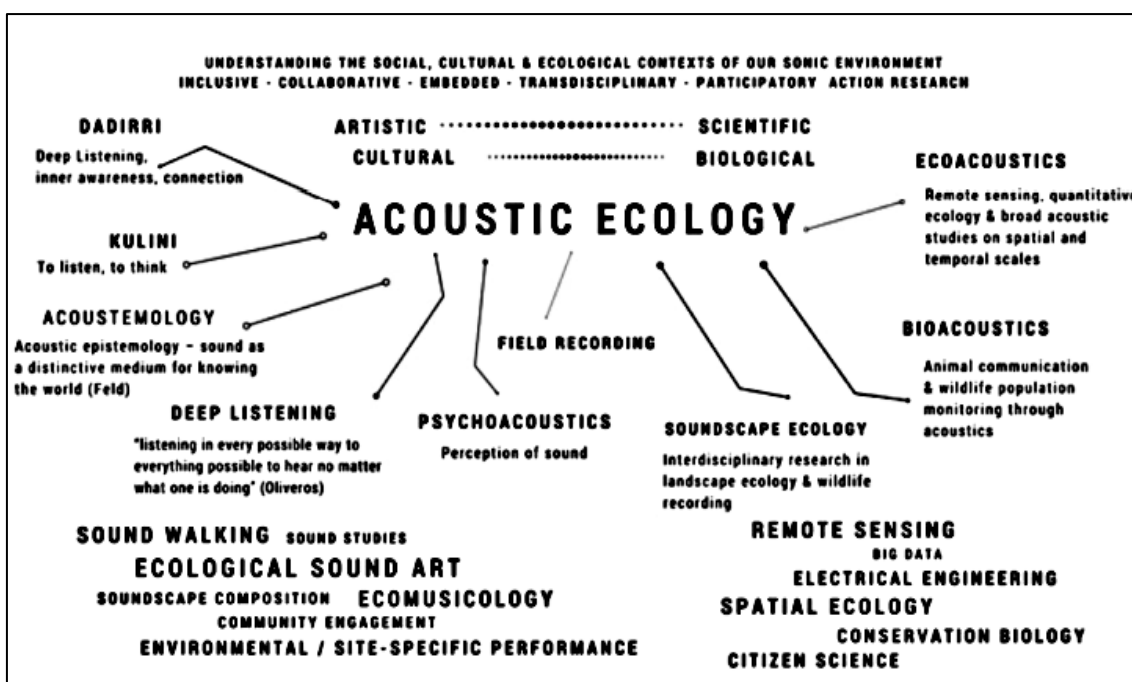 UNDERSTANDING THE SOCIAL, CULTURAL & ECOLOGICAL CONTEXTS OF OUR SONIC ENVIRONMENT
INCLUSIVE - COLLABORATIVE - EMBEDDED - TRANSDISCIPLINARY - PARTICIPATORY ACTION RESEARCH
DADIRRI
Deep Listening,
inner awareness, connection
ARTISTIC
SCIENTIFIC
CULTURAL
BIOLOGICAL
ACOUSTIC ECOLOGY
ECOACOUSTICS
Remote sensing, quantitative
ecology & broad acoustic
studies on spatial and
temporal scales
KULINI
To listen, to think
ACOUSTEMOLOGY
Acoustic epistemology – sound as
a distinctive medium for knowing
the world (Feld)
FIELD RECORDING
BIOACOUSTICS
Animal communication
& wildlife population
monitoring through
acoustics
DEEP LISTENING
"listening in every possible way to
everything possible to hear no matter
what one is doing" (Oliveros)
PSYCHOACOUSTICS
Perception of sound
SOUNDSCAPE ECOLOGY
Interdisciplinary research in
landscape ecology & wildlife
recording
SOUND WALKING SOUND STUDIES
ECOLOGICAL SOUND ART
SOUNDSCAPE COMPOSITION ECOMUSICOLOGY
COMMUNITY ENGAGEMENT
ENVIRONMENTAL / SITE-SPECIFIC PERFORMANCE
REMOTE SENSING
BIG DATA
ELECTRICAL ENGINEERING
SPATIAL ECOLOGY
CONSERVATION BIOLOGY
CITIZEN SCIENCE